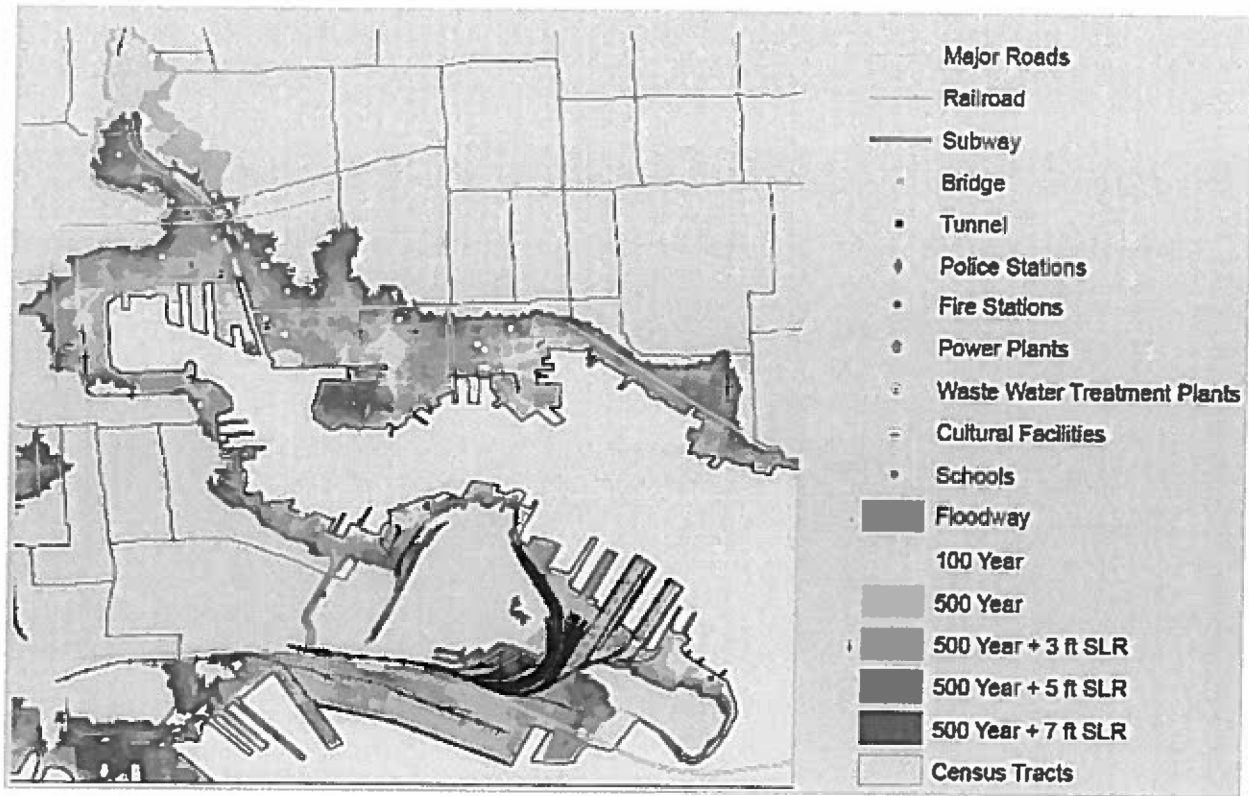 Major Roads
Railroad
Subway
Bridge
Tunnel
Police Stations
Fire Stations
Power Plants
Waste Water Treatment Plants
Cultural Facilities
Schools
Floodway
100 Year
500 Year
500 Year + 3 ft SLR
500 Year + 5 ft SLR
500 Year + 7 ft SLR
Census Tracts